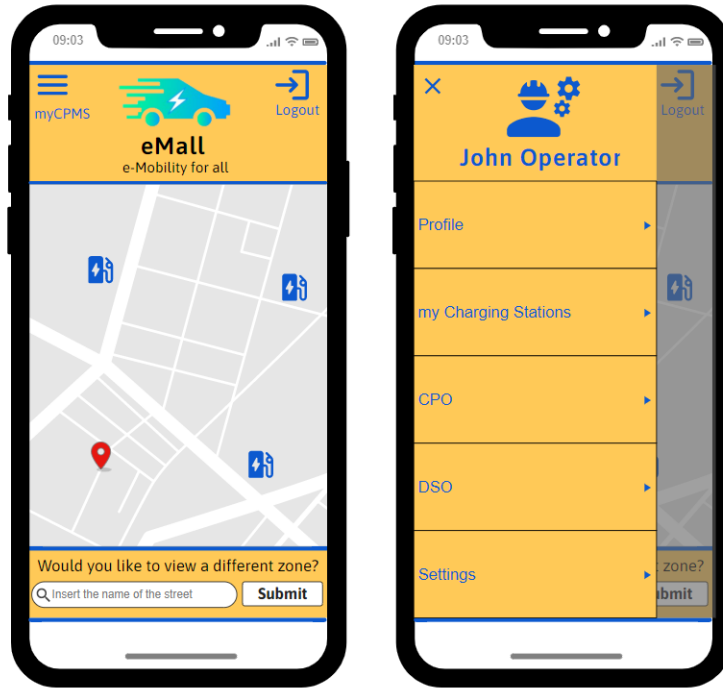 09:03
myCPMS
Logout
eMall
e-Mobility for all
Would you like to view a different zone?
Insert the name of the street
Submit
09:03
Logout
John Operator
Profile
my Charging Stations
CPO
DSO
Settings
zone?
bmit